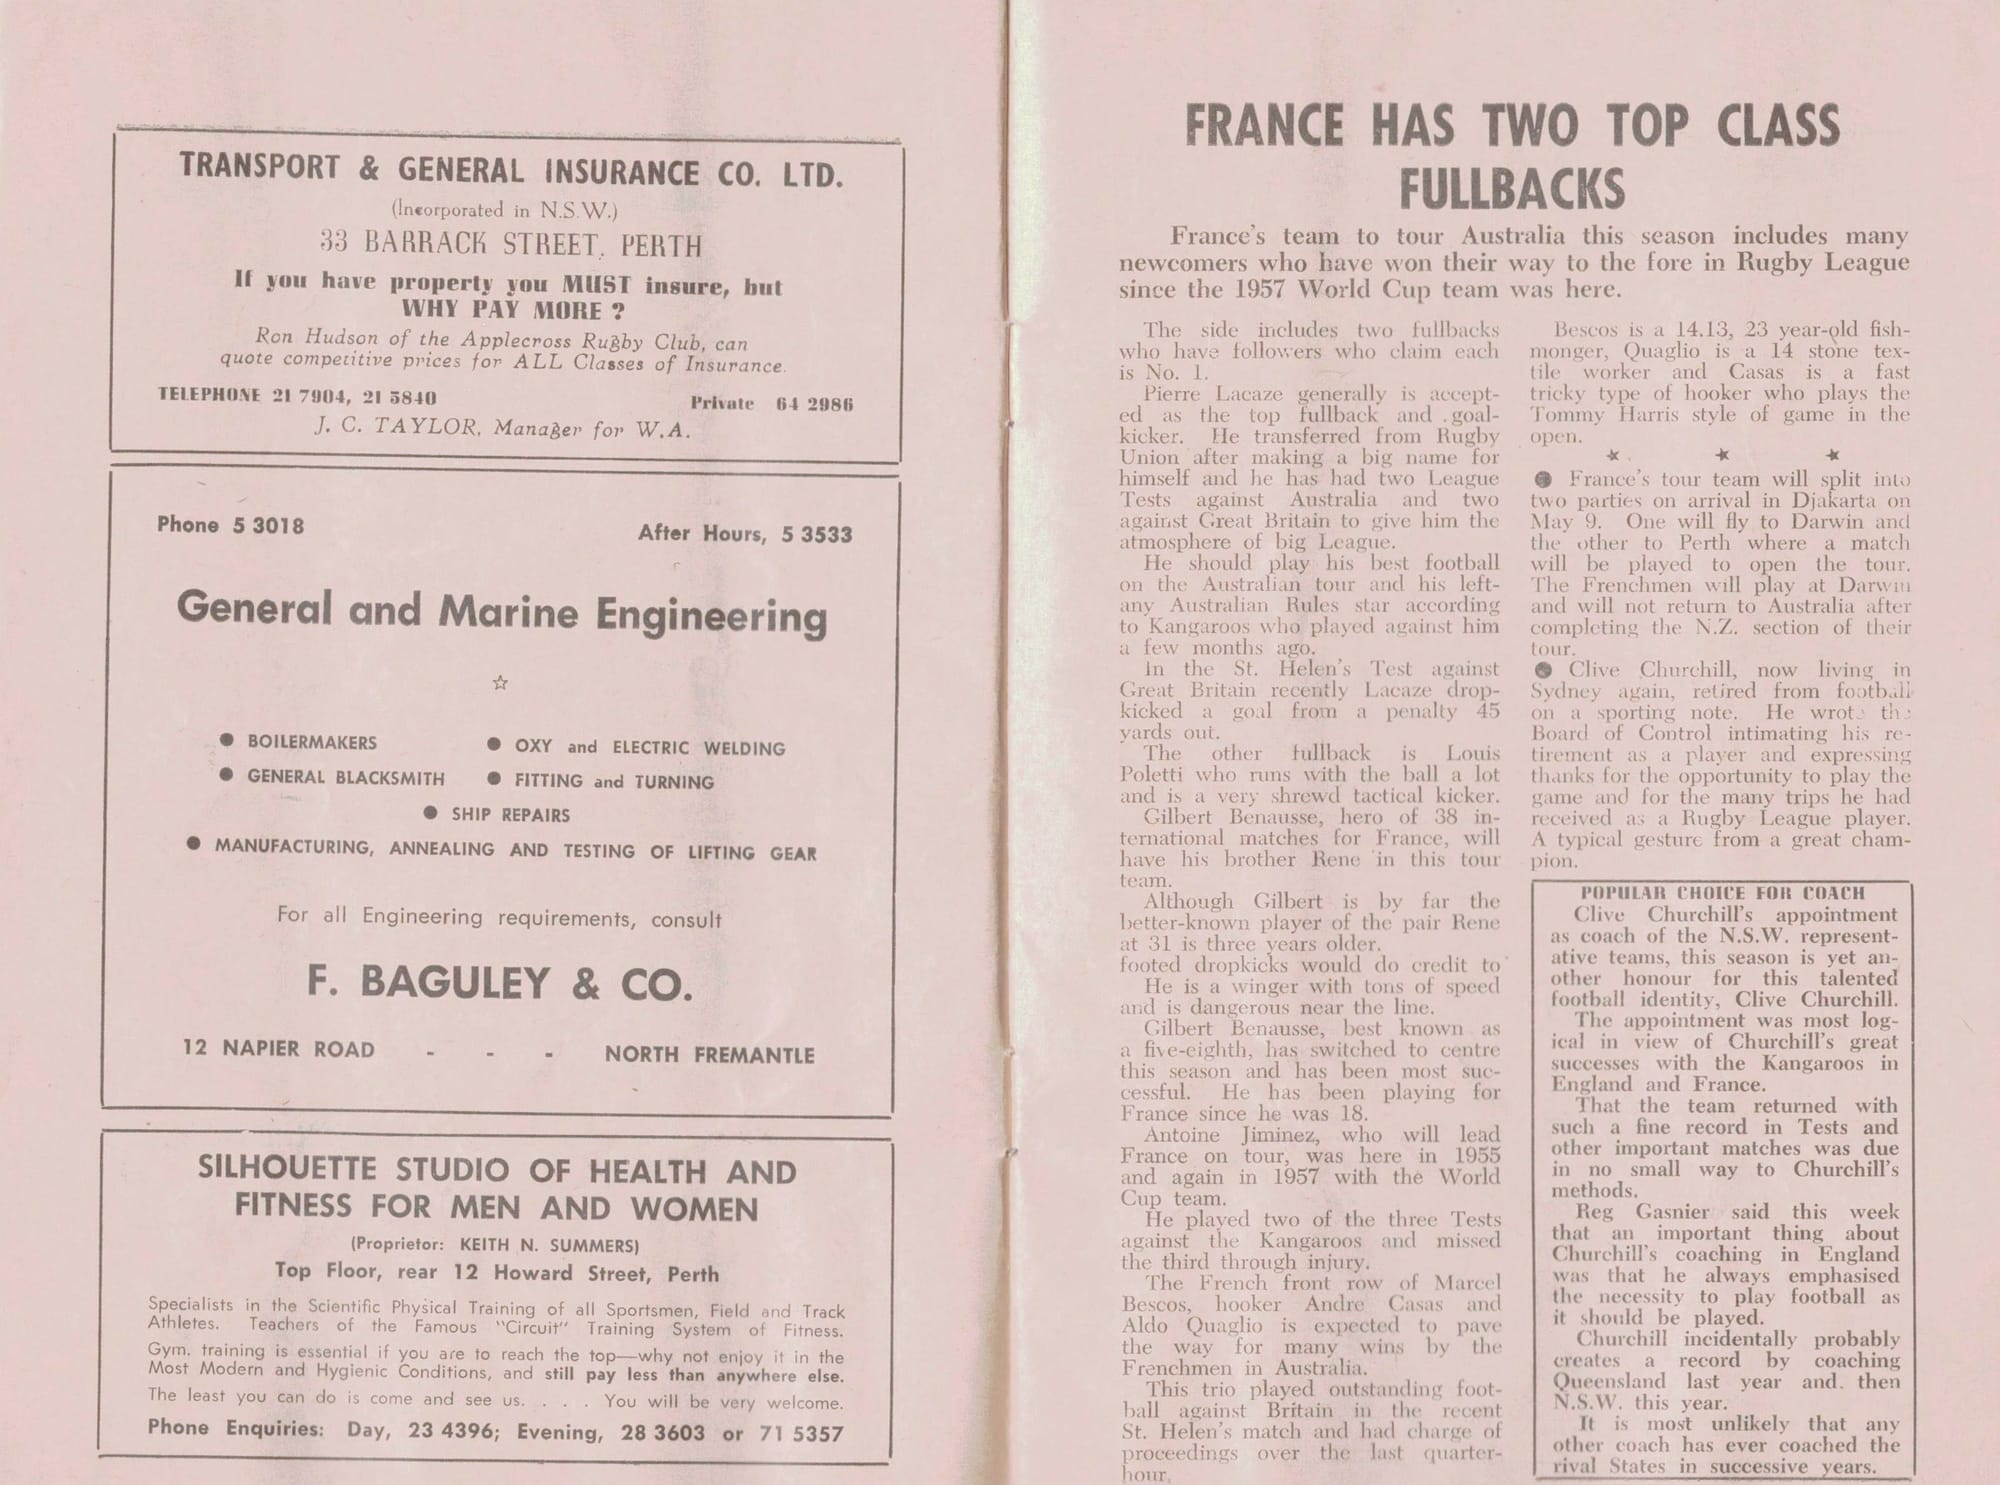 TRANSPORT & GENERAL INSURANCE CO. LTD.
(Incorporated in N.S.W.)
33 BARRACK STREET, PERTH
If you have property you MUST insure, but
WHY PAY MORE ?
Ron Hudson of the Applecross Rugby Club, can
quote competitive prices for ALL Classes of Insurance.
TELEPHONE 21 7904, 21 5840 Private 64 2986
J. C. TAYLOR, Manager for W.A.
Phone 5 3018 After Hours, 5 3533
General and Marine Engineering
☆
● BOILERMAKERS ● OXY and ELECTRIC WELDING
● GENERAL BLACKSMITH ● FITTING and TURNING
● SHIP REPAIRS
● MANUFACTURING, ANNEALING AND TESTING OF LIFTING GEAR
For all Engineering requirements, consult
F. BAGULEY & CO.
12 NAPIER ROAD - - - NORTH FREMANTLE
SILHOUETTE STUDIO OF HEALTH AND
FITNESS FOR MEN AND WOMEN
(Proprietor: KEITH N. SUMMERS)
Top Floor, rear 12 Howard Street, Perth
Specialists in the Scientific Physical Training of all Sportsmen, Field and Track
Athletes. Teachers of the Famous "Circuit" Training System of Fitness.
Gym. training is essential if you are to reach the top—why not enjoy it in the
Most Modern and Hygienic Conditions, and still pay less than anywhere else.
The least you can do is come and see us. . . . You will be very welcome.
Phone Enquiries: Day, 23 4396; Evening, 28 3603 or 71 5357
FRANCE HAS TWO TOP CLASS
FULLBACKS
France's team to tour Australia this season includes many
newcomers who have won their way to the fore in Rugby League
since the 1957 World Cup team was here.
The side includes two fullbacks
who have followers who claim each
is No. 1.
Pierre Lacaze generally is accept-
ed as the top fullback and goal-
kicker. He transferred from Rugby
Union after making a big name for
himself and he has had two League
Tests against Australia and two
against Great Britain to give him the
atmosphere of big League.
He should play his best football
on the Australian tour and his left-
any Australian Rules star according
to Kangaroos who played against him
a few months ago.
In the St. Helen's Test against
Great Britain recently Lacaze drop-
kicked a goal from a penalty 45
yards out.
The other fullback is Louis
Poletti who runs with the ball a lot
and is a very shrewd tactical kicker.
Gilbert Benausse, hero of 38 in-
ternational matches for France, will
have his brother Rene in this tour
team.
Although Gilbert is by far the
better-known player of the pair Rene
at 31 is three years older.
footed dropkicks would do credit to
He is a winger with tons of speed
and is dangerous near the line.
Gilbert Benausse, best known as
a five-eighth, has switched to centre
this season and has been most suc-
cessful. He has been playing for
France since he was 18.
Antoine Jiminez, who will lead
France on tour, was here in 1955
and again in 1957 with the World
Cup team.
He played two of the three Tests
against the Kangaroos and missed
the third through injury.
The French front row of Marcel
Bescos, hooker Andre Casas and
Aldo Quaglio is expected to pave
the way for many wins by the
Frenchmen in Australia.
This trio played outstanding foot-
ball against Britain in the recent
St. Helen's match and had charge of
proceedings over the last quarter-
hour.
Bescos is a 14.13, 23 year-old fish-
monger, Quaglio is a 14 stone tex-
tile worker and Casas is a fast
tricky type of hooker who plays the
Tommy Harris style of game in the
open.
★ ★ ★
● France's tour team will split into
two parties on arrival in Djakarta on
May 9. One will fly to Darwin and
the other to Perth where a match
will be played to open the tour.
The Frenchmen will play at Darwin
and will not return to Australia after
completing the N.Z. section of their
tour.
● Clive Churchill, now living in
Sydney again, retired from football
on a sporting note. He wrote the
Board of Control intimating his re-
tirement as a player and expressing
thanks for the opportunity to play the
game and for the many trips he had
received as a Rugby League player.
A typical gesture from a great cham-
pion.
POPULAR CHOICE FOR COACH
Clive Churchill's appointment
as coach of the N.S.W. represent-
ative teams, this season is yet an-
other honour for this talented
football identity, Clive Churchill.
The appointment was most log-
ical in view of Churchill's great
successes with the Kangaroos in
England and France.
That the team returned with
such a fine record in Tests and
other important matches was due
in no small way to Churchill's
methods.
Reg Gasnier said this week
that an important thing about
Churchill's coaching in England
was that he always emphasised
the necessity to play football as
it should be played.
Churchill incidentally probably
creates a record by coaching
Queensland last year and. then
N.S.W. this year.
It is most unlikely that any
other coach has ever coached the
rival States in successive years.